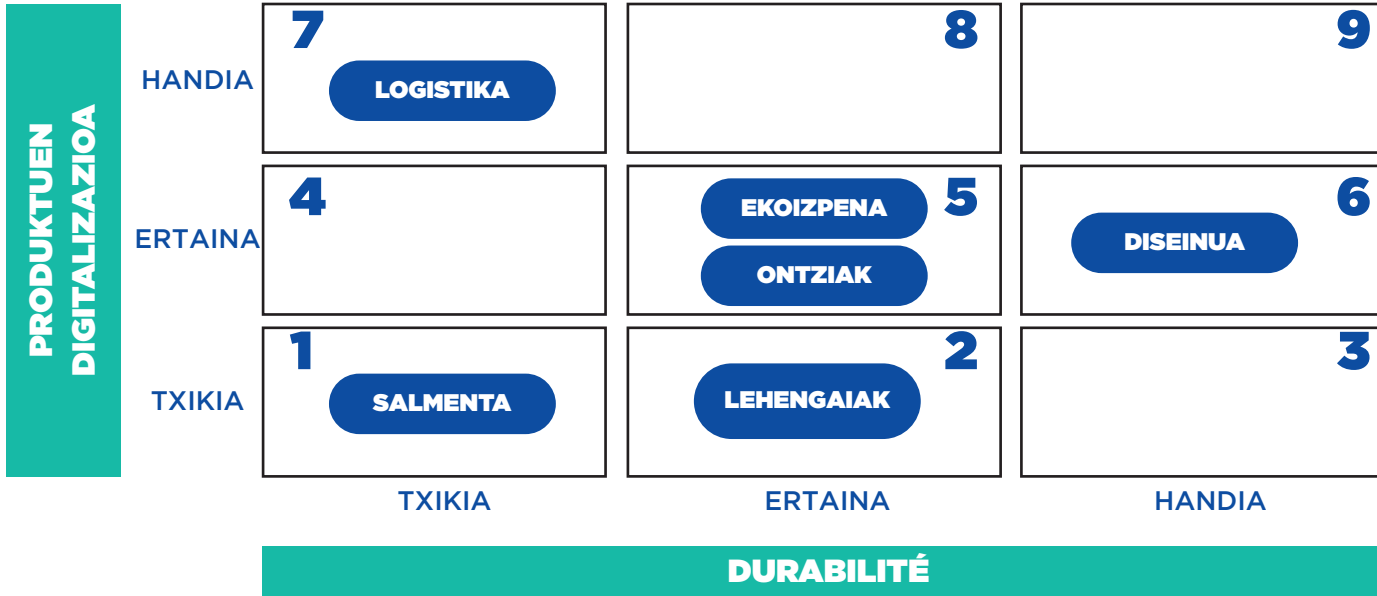 PRODUKTUEN
DIGITALIZAZIOA
HANDIA
7
LOGISTIKA
8
9
ERTAINA
4
EKOIZPENA
ONTZIAK
5
DISEINUA
6
TXIKIA
1
SALMENTA
LEHENGAIAK
2
3
TXIKIA
ERTAINA
HANDIA
DURABILITÉ